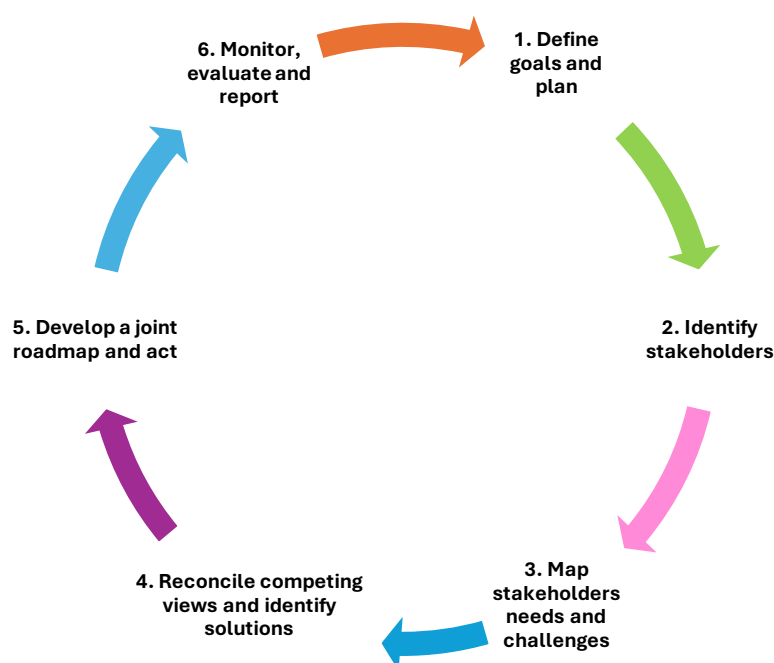 1. Define
goals and
plan
2. Identify
stakeholders
3. Map
stakeholders
needs and
challenges
4. Reconcile competing
views and identify
solutions
5. Develop a joint
roadmap and act
6. Monitor,
evaluate and
report